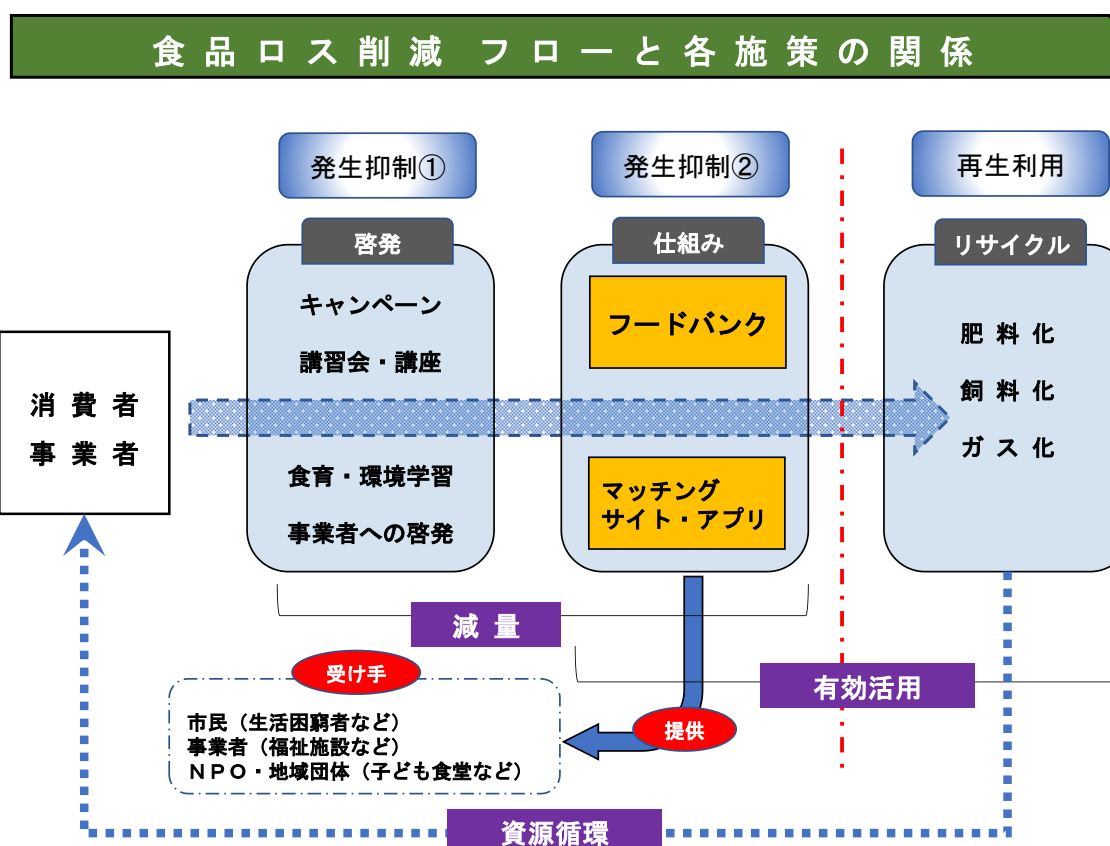 食品ロス削減 フローと各施策の関係
発生抑制①
発生抑制②
再生利用
啓発
仕組み
リサイクル
キャンペーン
講習会・講座
食育・環境学習
事業者への啓発
フードバンク
マッチング
サイト・アプリ
肥料化
飼料化
ガス化
消費者
事業者
減量
有効活用
受け手
市民（生活困窮者など）
事業者（福祉施設など）
ＮＰＯ・地域団体（子ども食堂など）
提供
資源循環